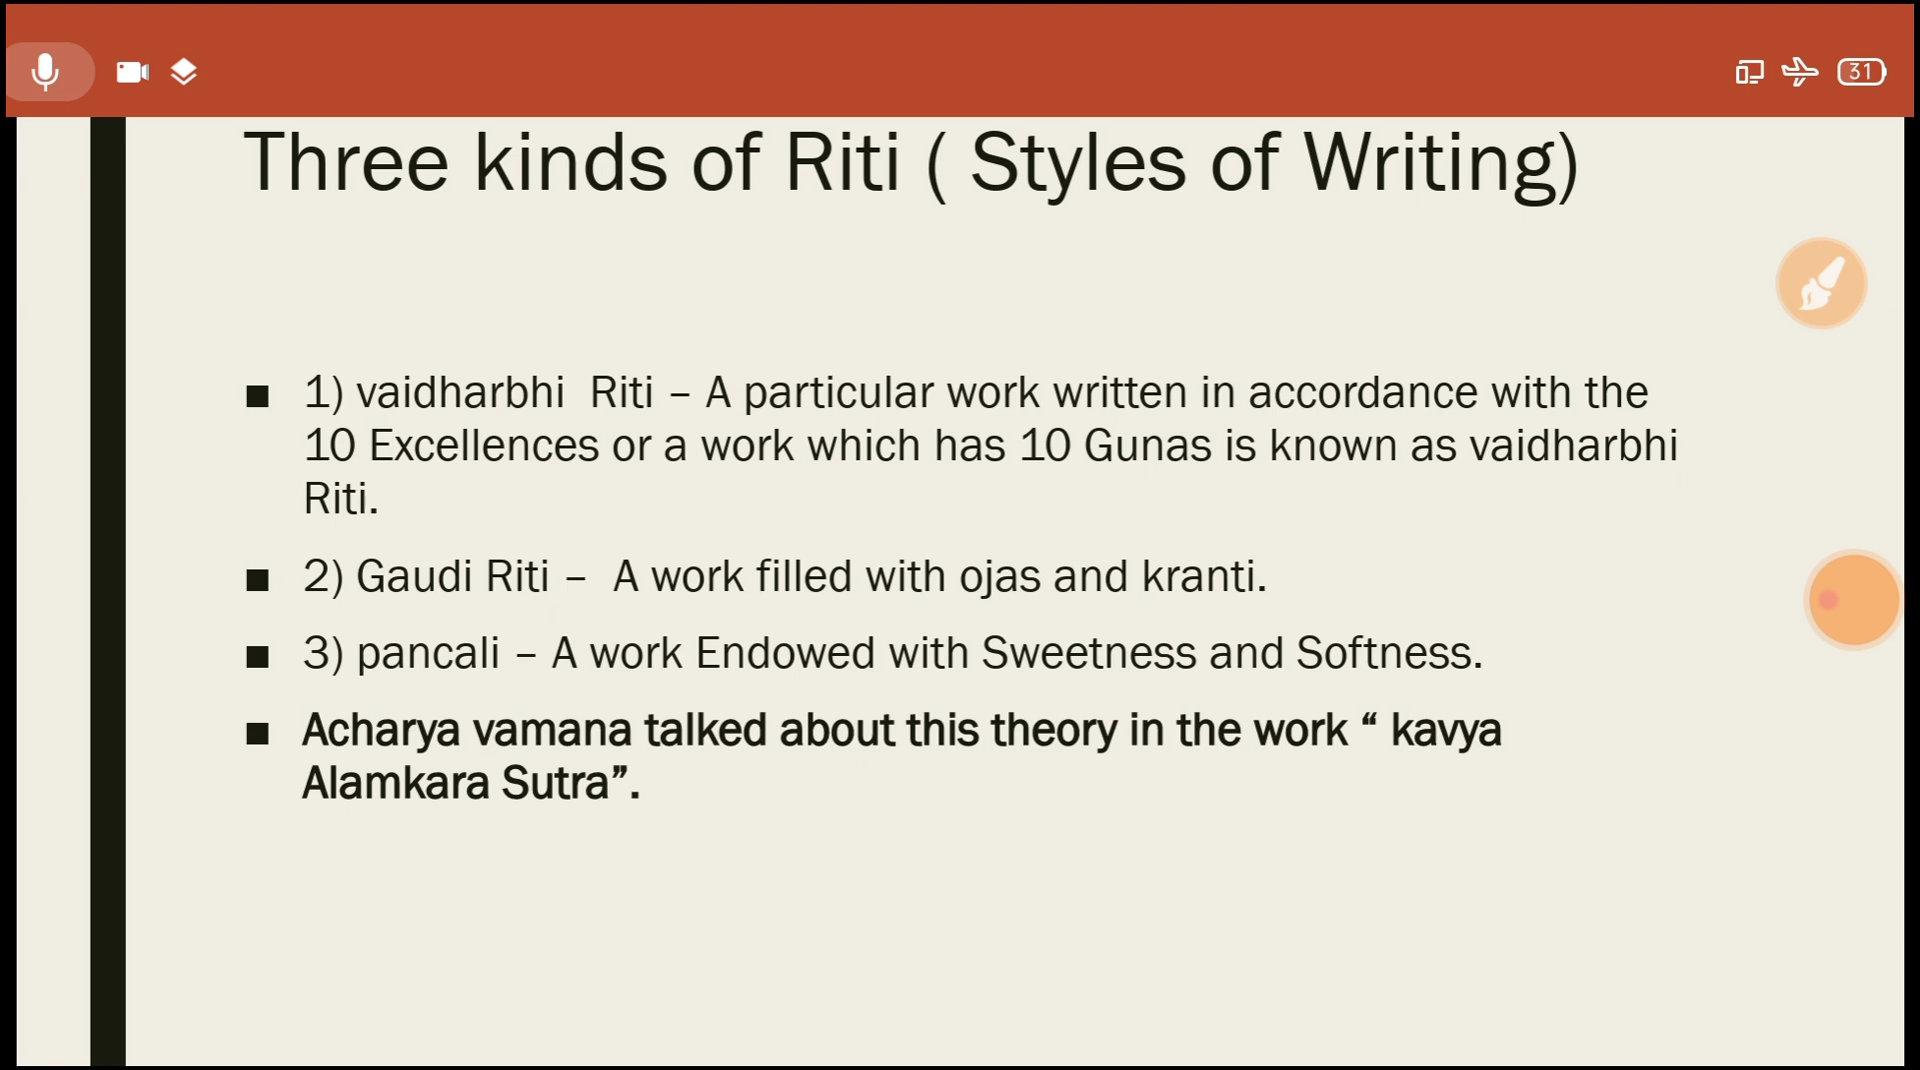 31
Three kinds of Riti ( Styles of Writing)
■ 1) vaidharbhi  Riti – A particular work written in accordance with the
10 Excellences or a work which has 10 Gunas is known as vaidharbhi
Riti.
■ 2) Gaudi Riti –  A work filled with ojas and kranti.
■ 3) pancali – A work Endowed with Sweetness and Softness.
■ Acharya vamana talked about this theory in the work “ kavya
Alamkara Sutra”.